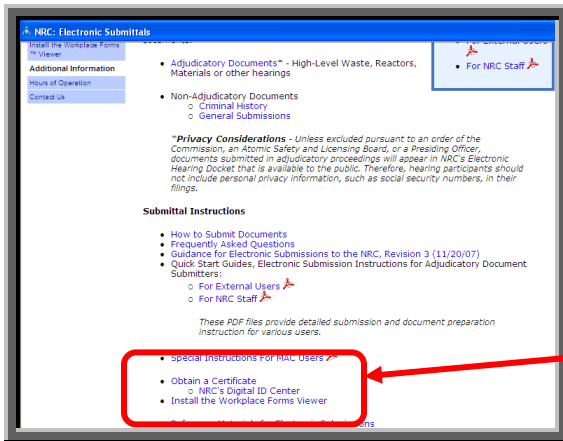 NRC: Electronic Submittals
Install the Workplace Forms
™ Viewer
Additional Information
Hours of Operation
Contact Us
For External Users
• For NRC Staff
• Adjudicatory Documents* - High-Level Waste, Reactors,
Materials or other hearings
• Non-Adjudicatory Documents
○ Criminal History
○ General Submissions
"Privacy Considerations - Unless excluded pursuant to an order of the
Commission, an Atomic Safety and Licensing Board, or a Presiding Officer,
documents submitted in adjudicatory proceedings will appear in NRC's Electronic
Hearing Docket that is available to the public. Therefore, hearing participants should
not include personal privacy information, such as social security numbers, in their
filings.
Submittal Instructions
• How to Submit Documents
• Frequently Asked Questions
• Guidance for Electronic Submissions to the NRC, Revision 3 (11/20/07)
• Quick Start Guides, Electronic Submission Instructions for Adjudicatory Document
Submitters:
○ For External Users
○ For NRC Staff
These PDF files provide detailed submission and document preparation
instruction for various users.
• Special Instructions For MAC Users
• Obtain a Certificate
○ NRC's Digital ID Center
• Install the Workplace Forms Viewer